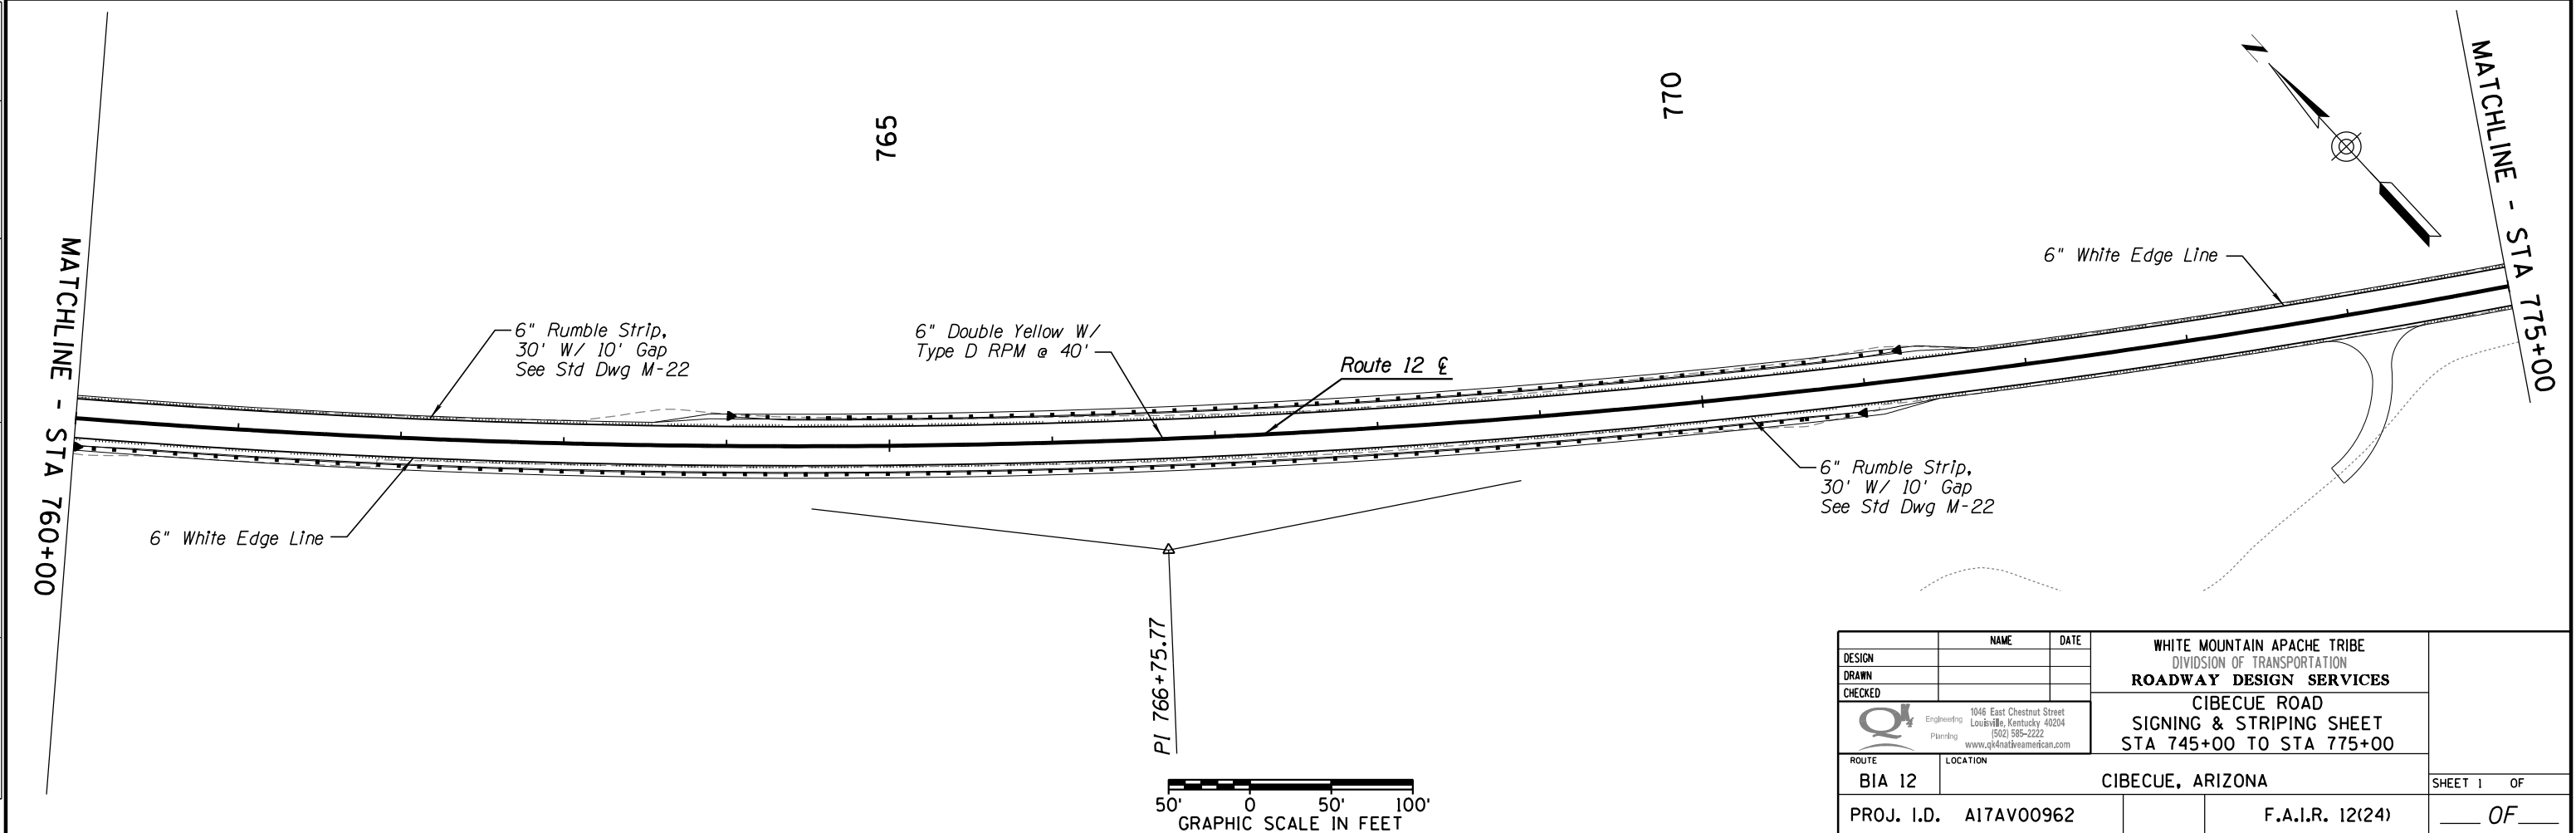 765
770
N
MATCHLINE - STA 760+00
MATCHLINE - STA 775+00
6" White Edge Line
6" Rumble Strip,
30' W/ 10' Gap
See Std Dwg M-22
6" Double Yellow W/
Type D RPM @ 40'
Route 12 ℄
6" Rumble Strip,
30' W/ 10' Gap
See Std Dwg M-22
6" White Edge Line
PI 766+75.77
50' 0 50' 100'
GRAPHIC SCALE IN FEET
NAME DATE
DESIGN
DRAWN
CHECKED
WHITE MOUNTAIN APACHE TRIBE
DIVIDSION OF TRANSPORTATION
ROADWAY DESIGN SERVICES
Qk4
Engineering
Planning
1046 East Chestnut Street
Louisville, Kentucky 40204
(502) 585-2222
www.qk4nativeamerican.com
CIBECUE ROAD
SIGNING & STRIPING SHEET
STA 745+00 TO STA 775+00
ROUTE
BIA 12
LOCATION
CIBECUE, ARIZONA
SHEET 1 OF
PROJ. I.D. A17AV00962
F.A.I.R. 12(24)
____ OF ____